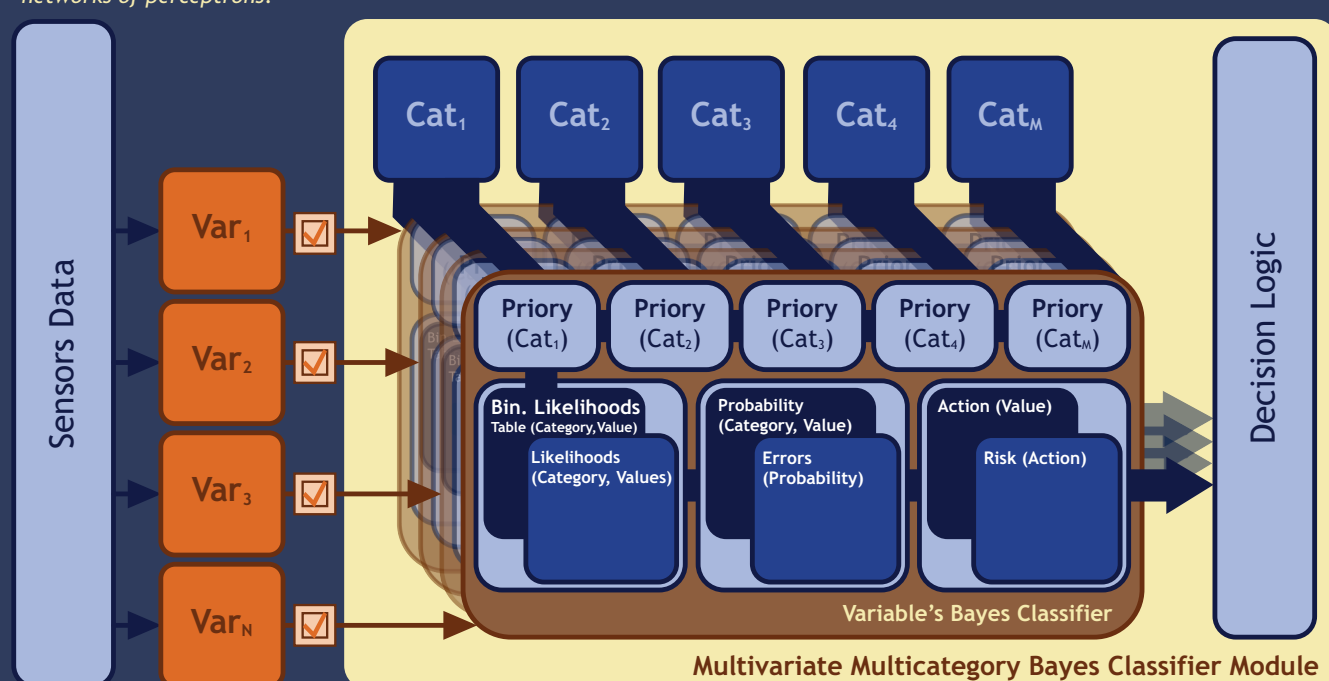 networks of perceptrons.
Sensors Data
Var1
Var2
Var3
VarN
Cat1
Cat2
Cat3
Cat4
CatM
Priory
(Cat1)
Priory
(Cat2)
Priory
(Cat3)
Priory
(Cat4)
Priory
(CatM)
Bin. Likelihoods
Table (Category,Value)
Likelihoods
(Category, Values)
Probability
(Category, Value)
Errors
(Probability)
Action (Value)
Risk (Action)
Variable's Bayes Classifier
Multivariate Multicategory Bayes Classifier Module
Decision Logic